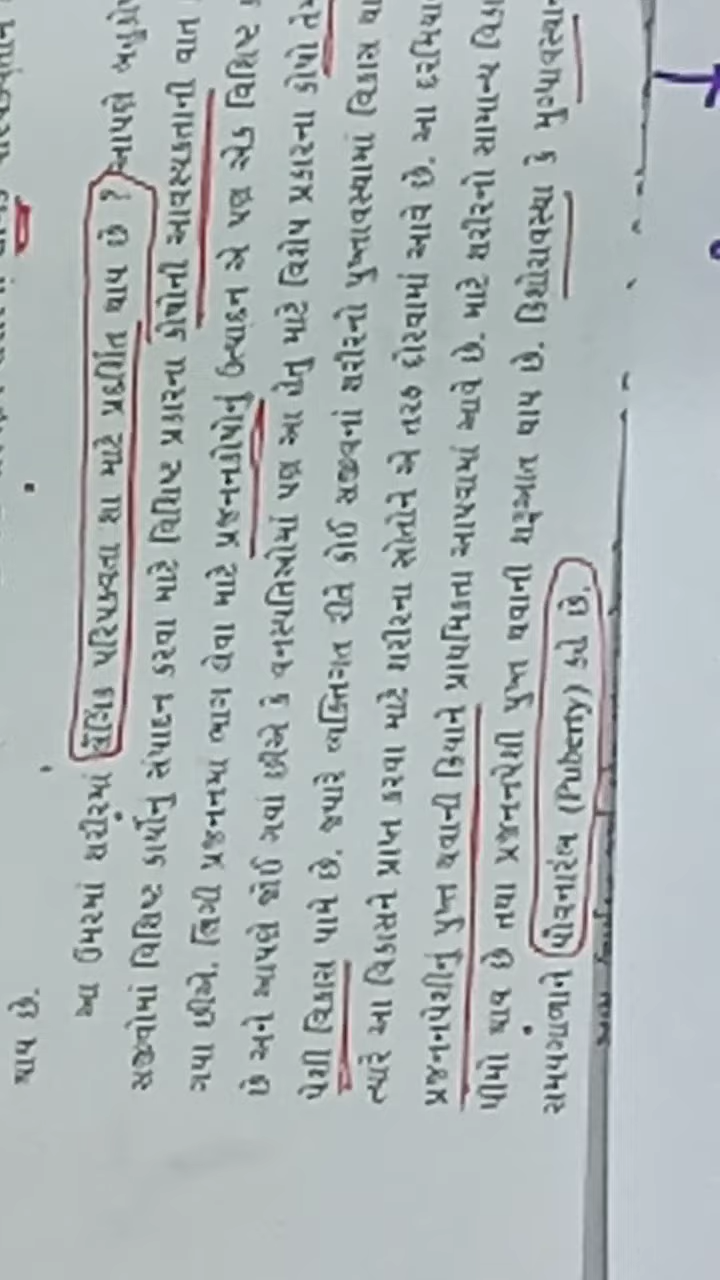 થાય છે.
આ ઉંમરમાં શરીરમાં લૈંગિક પરિપક્વતા શા માટે પ્રદર્શિત થાય છે ? આપણે
સજીવોમાં વિશિષ્ટ કાર્યોનું સંપાદન કરવા માટે વિશિષ્ટ પ્રકારના કોષોની આવશ્યકતાની વાત
ગયા છીએ. લિંગી પ્રજનનમાં ભાગ લેવા માટે પ્રજનનકોષોનું ઉત્પાદન એ પણ એક વિશિષ્ટ
છે અને આપણે જોઈ ગયાં છીએ કે વનસ્પતિઓમાં પણ આ હેતુ માટે વિશેષ પ્રકારના કોષો
પેશી વિકાસ પામે છે. જ્યારે વ્યક્તિગત રીતે કોઈ સજીવનાં શરીરનો પુખ્તાવસ્થામાં વિકાસ
ત્યારે આ વિકાસને પ્રાપ્ત કરવા માટે શરીરના સ્રોતોને એ તરફ દોરવામાં આવે છે. આ
પ્રજનનપેશીનું પુખ્ત થવાની ક્રિયાને પ્રાથમિકતા આપવામાં આવે છે. માટે શરીરનો સામાન્ય
ધીમો થાય છે તથા પ્રજનનપેશી પુખ્ત થવાની શરૂઆત થાય છે. કિશોરાવસ્થા કે
સમયગાળાને યૌવનારંભ (Puberty) કહે છે.